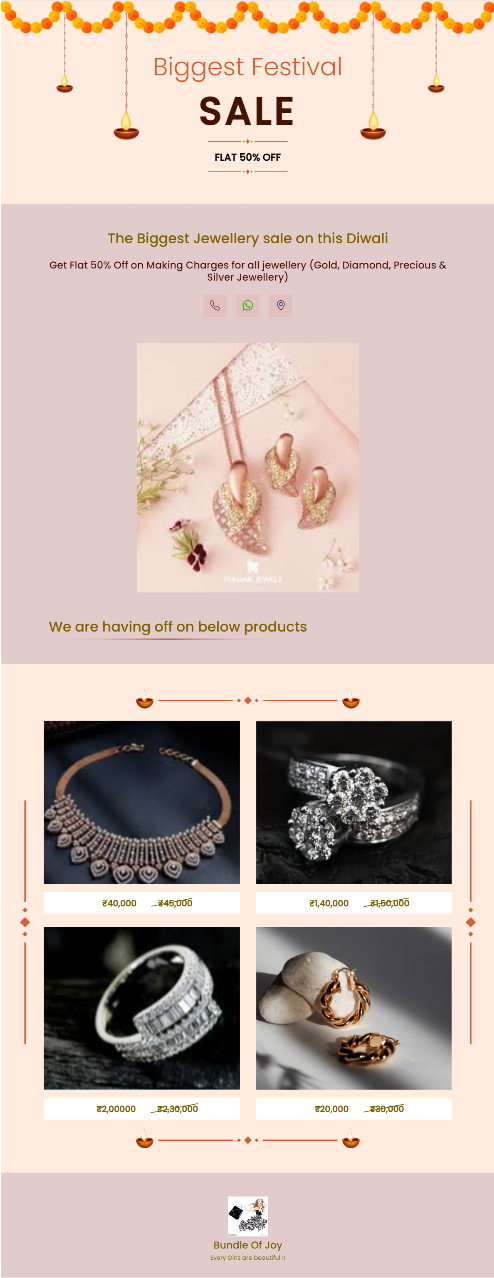 Biggest Festival
SALE
FLAT 50% OFF
The Biggest Jewellery sale on this Diwali
Get Flat 50% Off on Making Charges for all jewellery (Gold, Diamond, Precious &
Silver Jewellery)
JEWELS
We are having off on below products
₹40,000 ₹45,000
₹1,40,000 ₹1,50,000
₹2,00000 ₹2,30,000
₹20,000 ₹30,000
Bundle Of Joy
Every Girls are beautiful !!